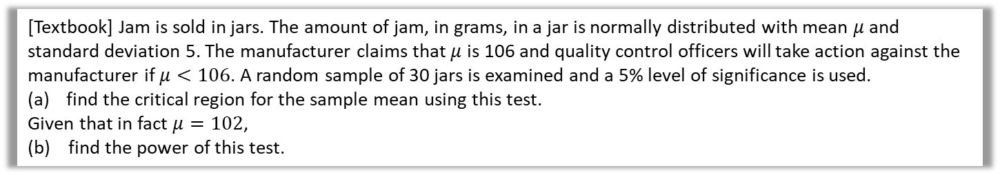 [Textbook] Jam is sold in jars. The amount of jam, in grams, in a jar is normally distributed with mean 𝜇 and
standard deviation 5. The manufacturer claims that 𝜇 is 106 and quality control officers will take action against the
manufacturer if 𝜇 < 106. A random sample of 30 jars is examined and a 5% level of significance is used.
(a) find the critical region for the sample mean using this test.
Given that in fact 𝜇 = 102,
(b) find the power of this test.